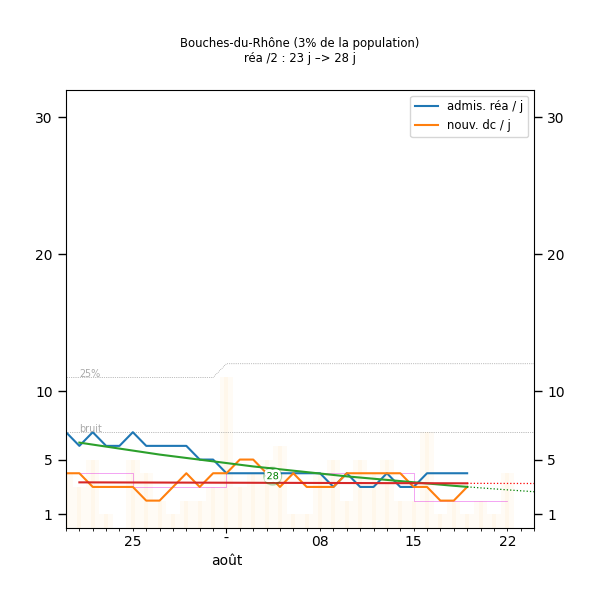 Bouches-du-Rhône (3% de la population)
réa /2 : 23 j –> 28 j
admis. réa / j
nouv. dc / j
30
30
20
20
25%
10
10
bruit
5
5
28
1
1
25
-
08
15
22
août